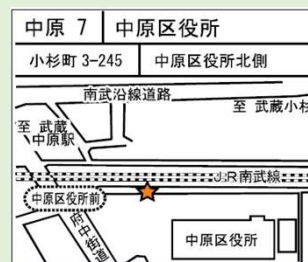 中原 7 中原区役所
小杉町 3-245 中原区役所北側
南武沿線道路
至 武蔵小杉
至 武蔵
中原駅
JR南武線
中原区役所前
府中街道
中原区役所